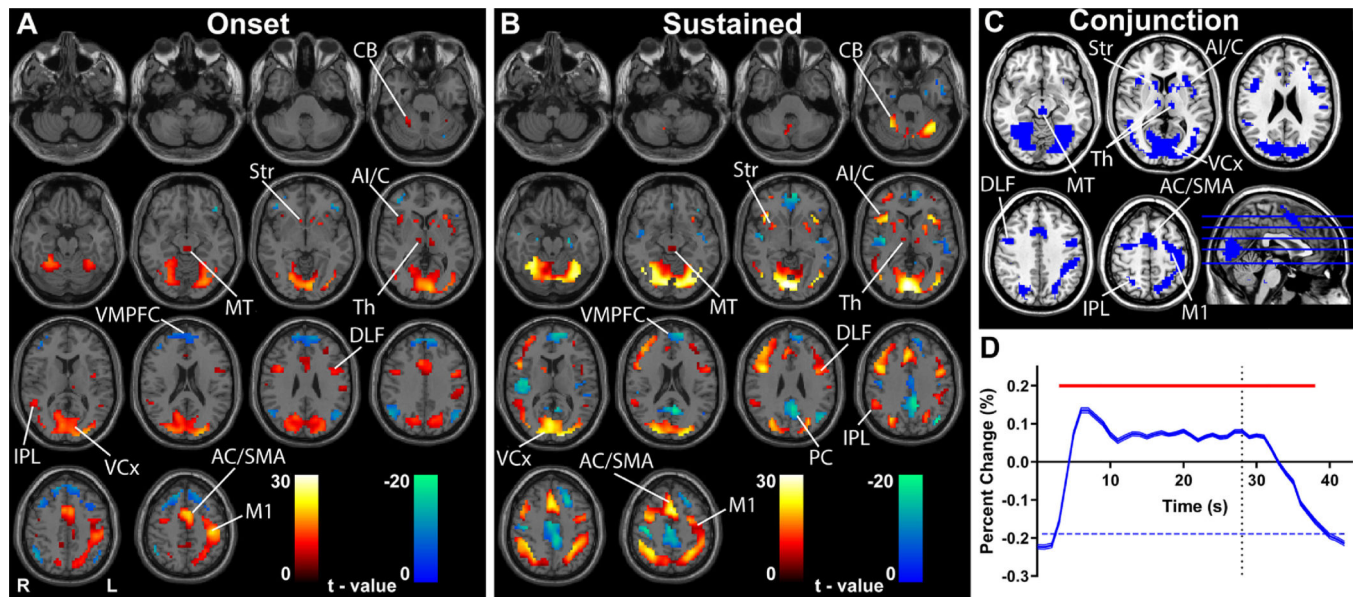 A
Onset
CB
Str
AI/C
MT
Th
VMPFC
DLF
IPL
VCx
AC/SMA
M1
30
0
-20
0
t - value
R
L
B
Sustained
CB
Str
AI/C
MT
Th
VMPFC
DLF
VCx
PC
IPL
AC/SMA
M1
30
0
-20
0
t - value
C
Conjunction
Str
AI/C
Th
MT
VCx
DLF
AC/SMA
IPL
M1
D
Percent Change (%)
0.2
0.1
0.0
-0.1
-0.2
-0.3
10
20
30
40
Time (s)